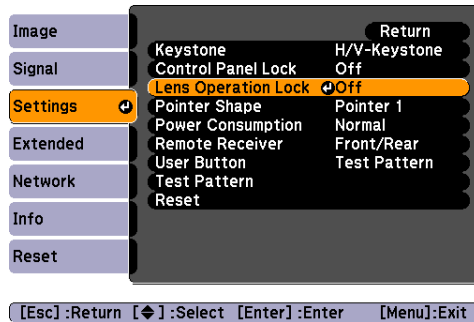 Image
Signal
Settings
Extended
Network
Info
Reset
Return
Keystone H/V-Keystone
Control Panel Lock Off
Lens Operation Lock Off
Pointer Shape Pointer 1
Power Consumption Normal
Remote Receiver Front/Rear
User Button Test Pattern
Test Pattern
Reset
[Esc] :Return [◆] :Select [Enter] :Enter [Menu]:Exit